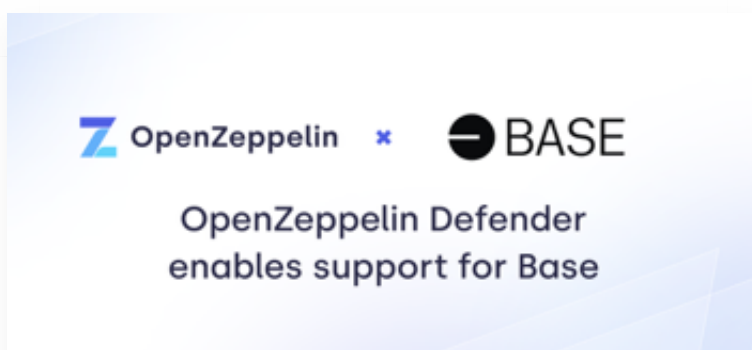 OpenZeppelin × BASE
OpenZeppelin Defender
enables support for Base